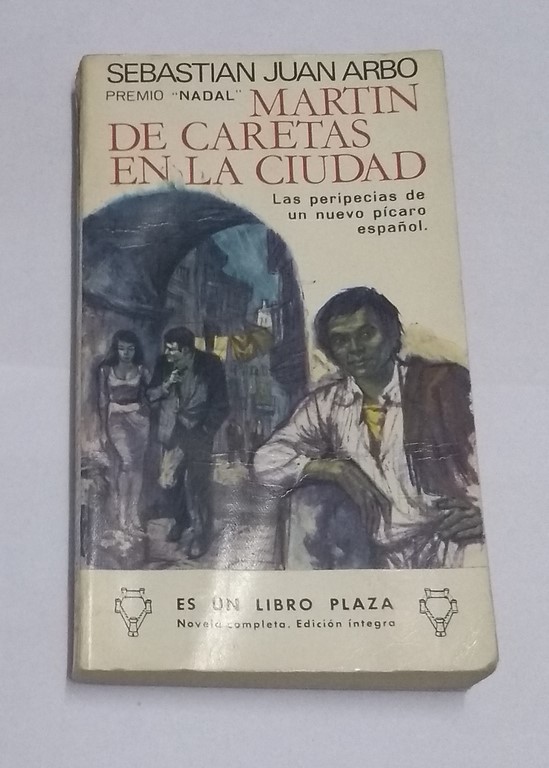 SEBASTIAN JUAN ARBO
PREMIO "NADAL" MARTIN
DE CARETAS
EN LA CIUDAD
Las peripecias de
un nuevo pícaro
español.
ES UN LIBRO PLAZA
Novela completa. Edición íntegra